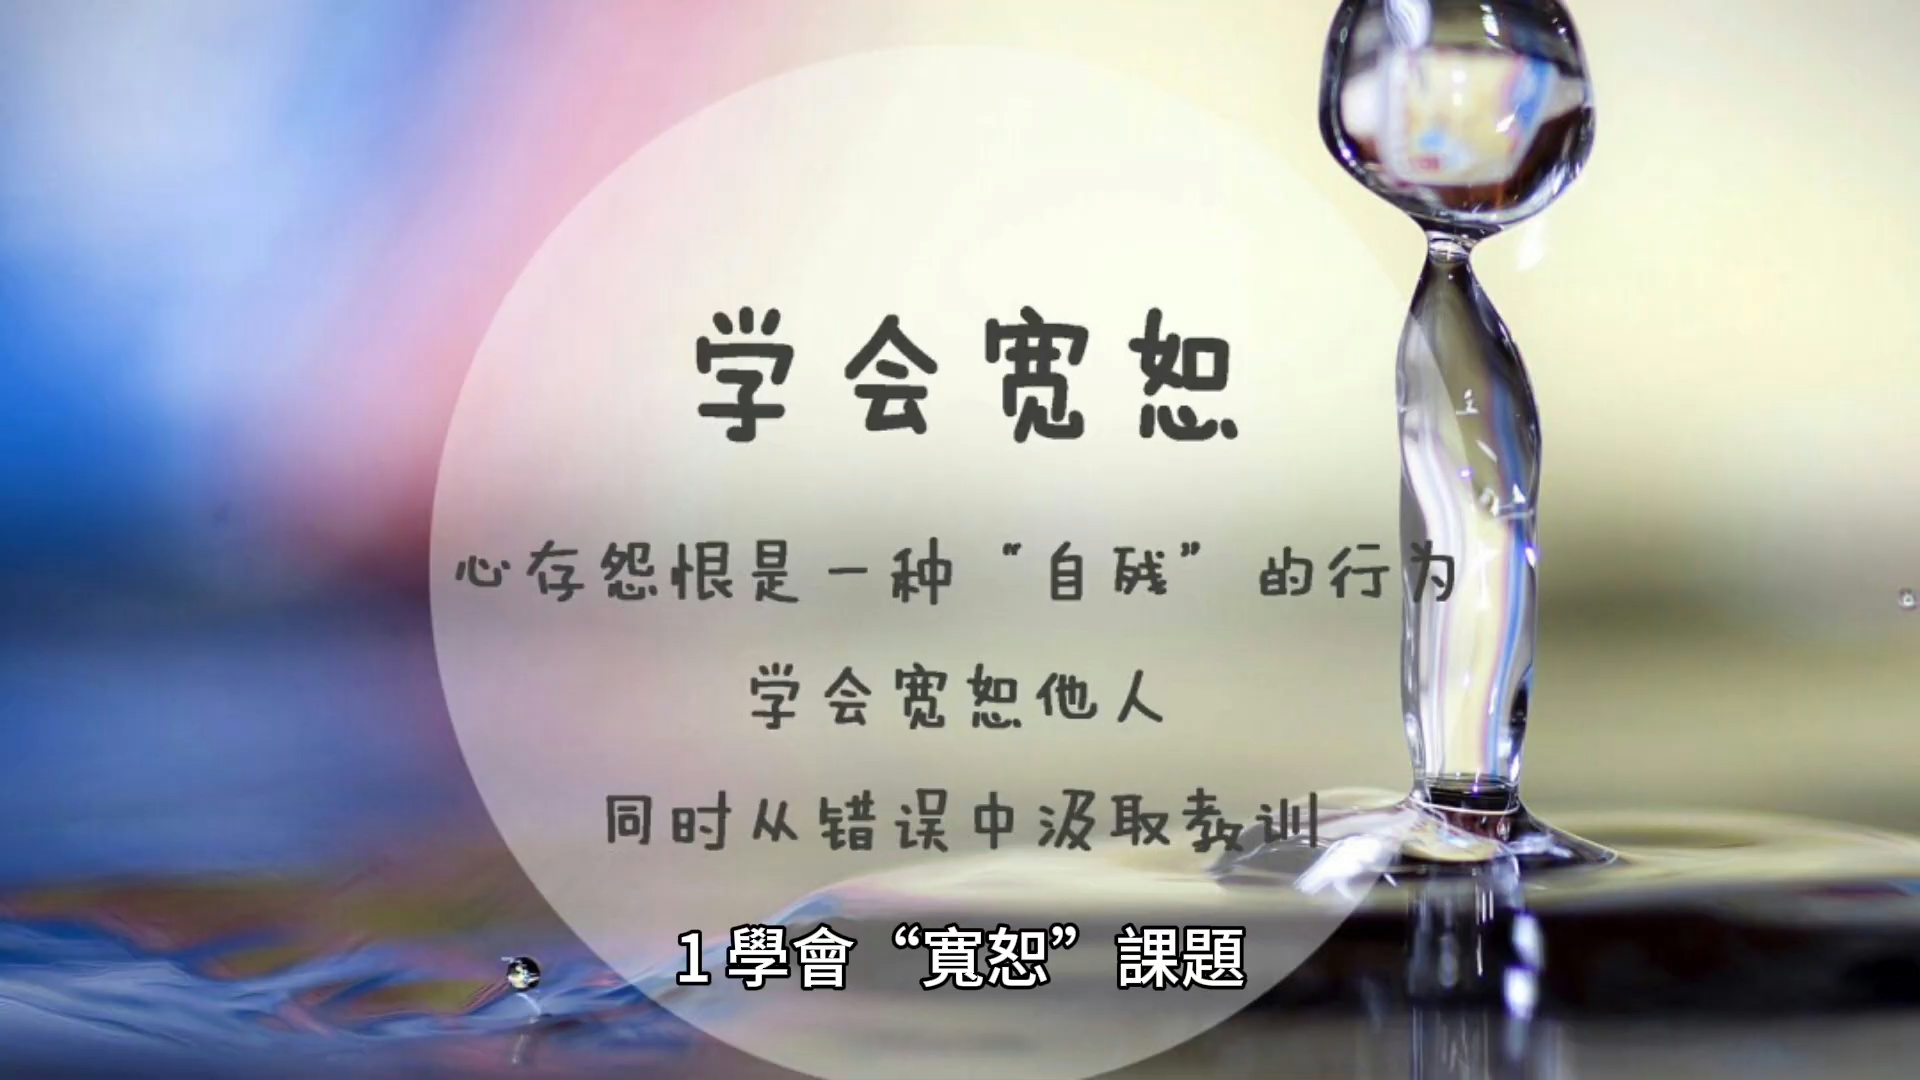 学会宽恕
心存怨恨是一种“自残”的行为
学会宽恕他人
同时从错误中汲取教训
1 學會“寬恕”課題